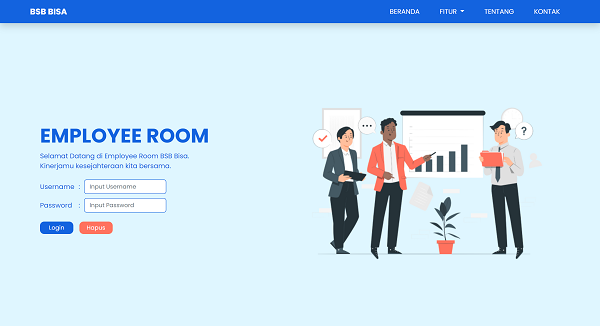 BSB BISA
BERANDA FITUR TENTANG KONTAK
EMPLOYEE ROOM
Selamat Datang di Employee Room BSB Bisa.
Kinerjamu kesejahteraan kita bersama.
Username : Input Username
Password : Input Password
Login Hapus
?